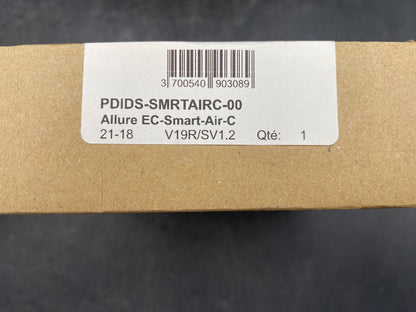 3 700540 903089
PDIDS-SMRTAIRC-00
Allure EC-Smart-Air-C
21-18 V19R/SV1.2 Qté: 1